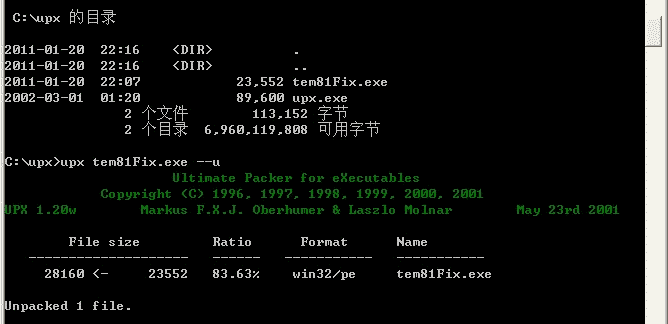 C:\upx 的目录
2011-01-20  22:16    <DIR>          .
2011-01-20  22:16    <DIR>          ..
2011-01-20  22:07            23,552 tem81Fix.exe
2002-03-01  01:20            89,600 upx.exe
2 个文件        113,152 字节
2 个目录  6,960,119,808 可用字节
C:\upx>upx tem81Fix.exe --u
Ultimate Packer for eXecutables
Copyright (C) 1996, 1997, 1998, 1999, 2000, 2001
UPX 1.20w        Markus F.X.J. Oberhumer & Laszlo Molnar        May 23rd 2001
File size         Ratio      Format      Name
--------------------   ------   -----------   -----------
28160 <-     23552   83.63%    win32/pe     tem81Fix.exe
Unpacked 1 file.